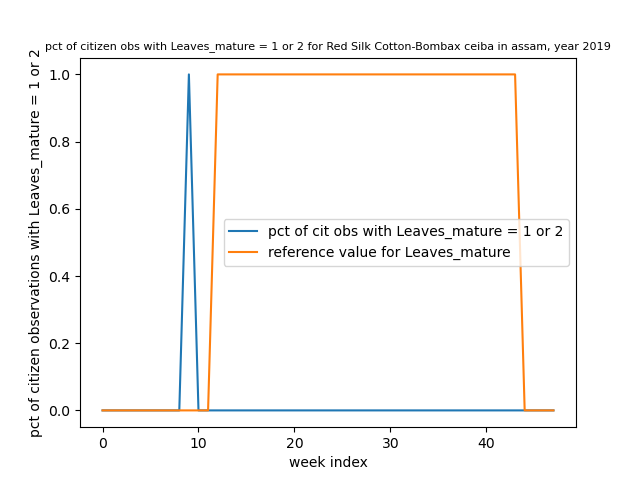 pct of citizen obs with Leaves_mature = 1 or 2 for Red Silk Cotton-Bombax ceiba in assam, year 2019
pct of citizen observations with Leaves_mature = 1 or 2
1.0
0.8
0.6
0.4
0.2
0.0
pct of cit obs with Leaves_mature = 1 or 2
reference value for Leaves_mature
0 10 20 30 40
week index